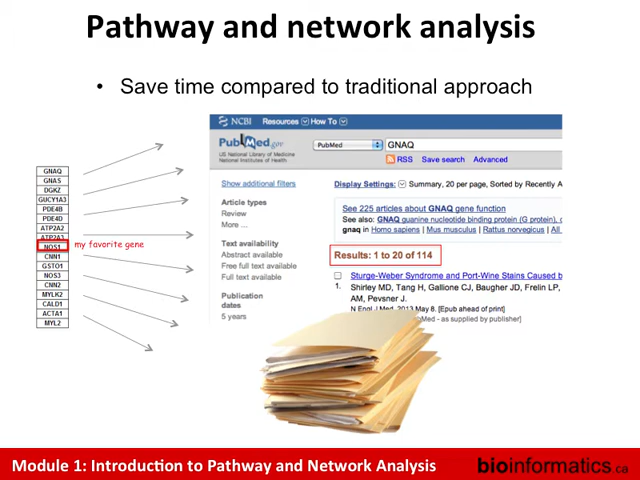 Pathway and network analysis
• Save time compared to traditional approach
NCBI Resources How To
PubMed.gov
US National Library of Medicine
National Institutes of Health
PubMed
GNAQ
RSS Save search Advanced
Show additional filters
Article types
Review
More ...
Text availability
Abstract available
Free full text available
Full text available
Publication
dates
5 years
Display Settings: Summary, 20 per page, Sorted by Recently A
See 225 articles about GNAQ gene function
See also: GNAQ guanine nucleotide binding protein (G protein),
gnaq in Homo sapiens | Mus musculus | Rattus norvegicus | All
Results: 1 to 20 of 114
Sturge-Weber Syndrome and Port-Wine Stains Caused b
1. Shirley MD, Tang H, Gallione CJ, Baugher JD, Frelin LP,
AM, Pevsner J.
N Engl J Med. 2013 May 8. [Epub ahead of print]
Med - as supplied by publisher]
GNAQ
GNAS
DGKZ
GUCY1A3
PDE4B
PDE4D
ATP2A2
ATP2A3
NOS1
my favorite gene
CNN1
GSTO1
NOS3
CNN2
MYLK2
CALD1
ACTA1
MYL2
Module 1: Introduction to Pathway and Network Analysis
bioinformatics.ca